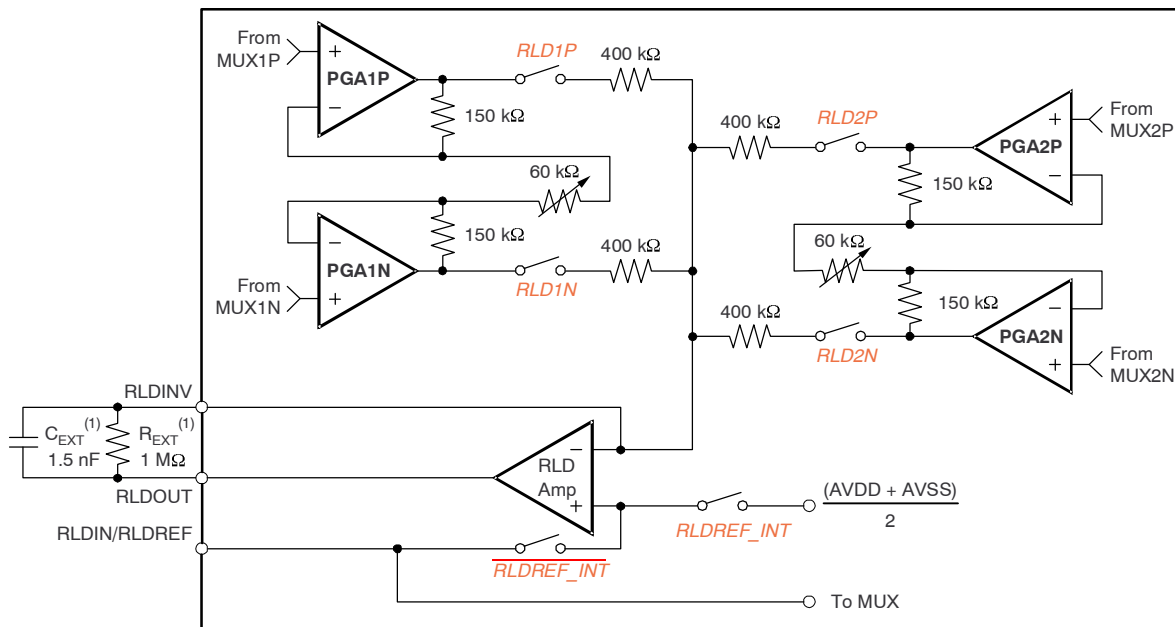 From
MUX1P
+
PGA1P
−
RLD1P
400 kΩ
150 kΩ
60 kΩ
150 kΩ
−
PGA1N
+
From
MUX1N
RLD1N
400 kΩ
400 kΩ
RLD2P
+
PGA2P
−
From
MUX2P
150 kΩ
60 kΩ
150 kΩ
400 kΩ
RLD2N
−
PGA2N
+
From
MUX2N
RLDINV
C_EXT (1)
1.5 nF
R_EXT (1)
1 MΩ
RLDOUT
RLDIN/RLDREF
−
RLD
Amp
+
RLDREF_INT
(AVDD + AVSS)
2
RLDREF_INT
To MUX